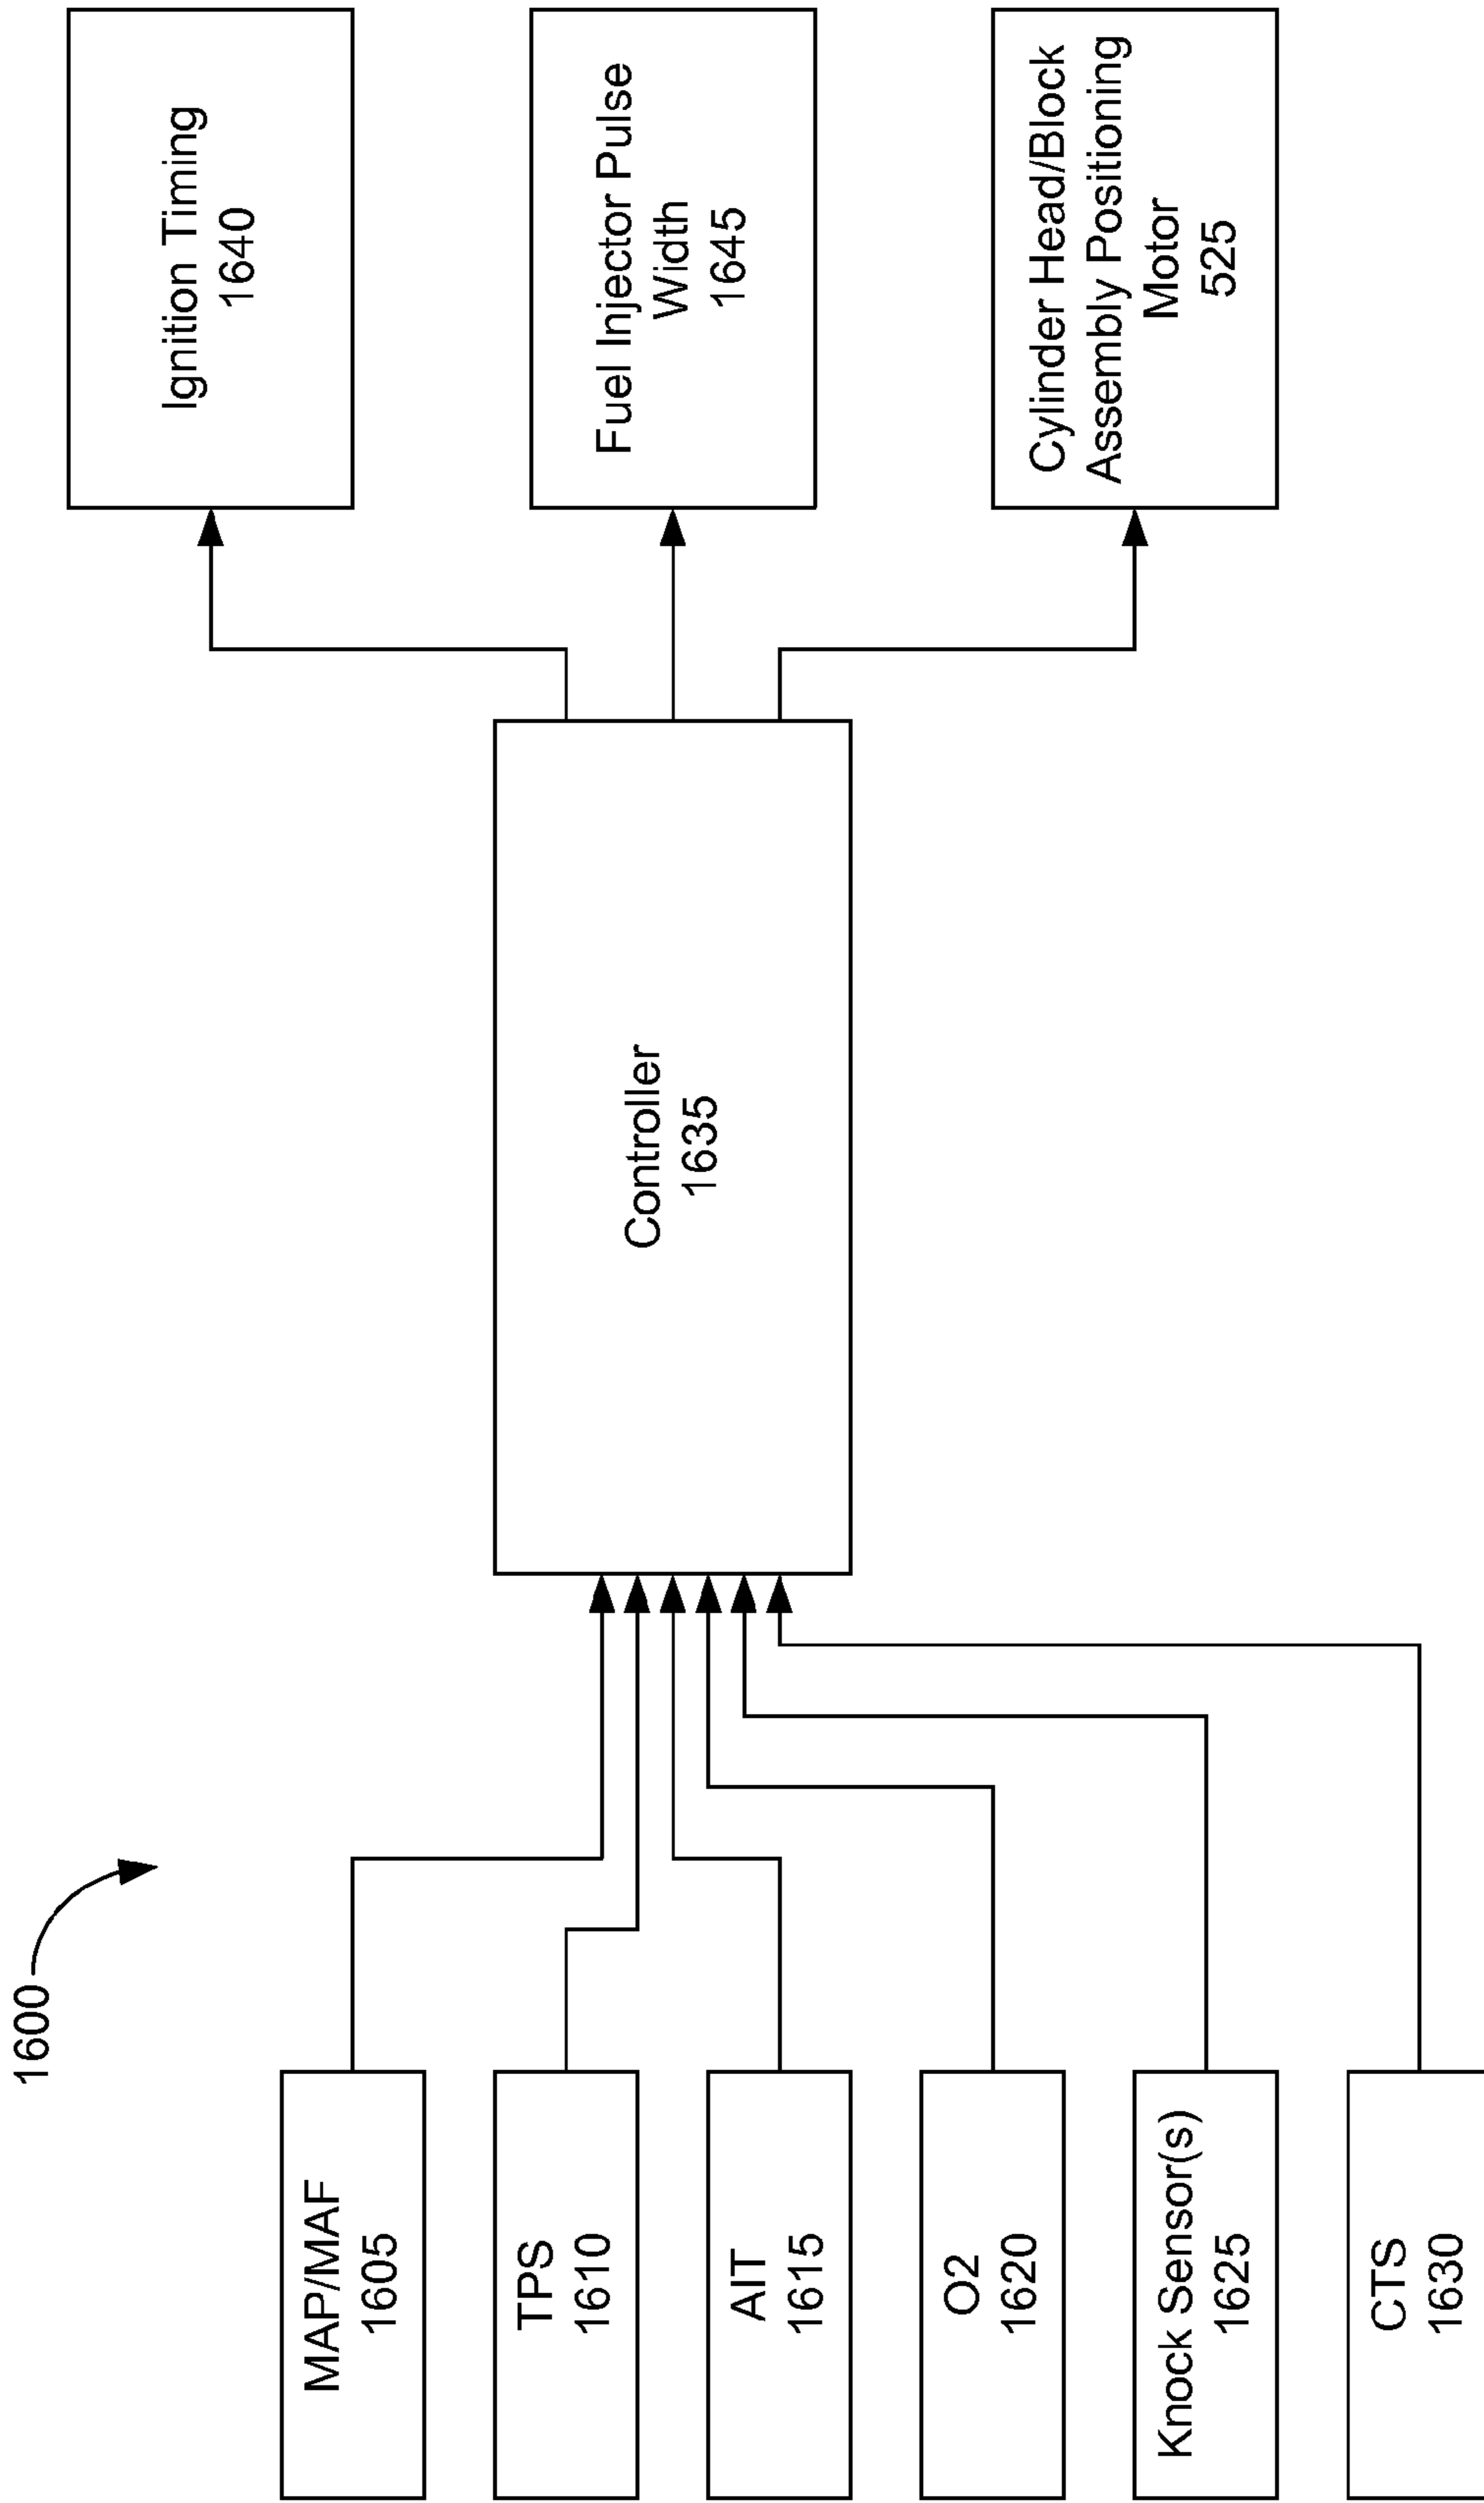 1600
MAP/MAF
1605
TPS
1610
AIT
1615
O2
1620
Knock Sensor(s)
1625
CTS
1630
Controller
1635
Ignition Timing
1640
Fuel Injector Pulse
Width
1645
Cylinder Head/Block
Assembly Positioning
Motor
525